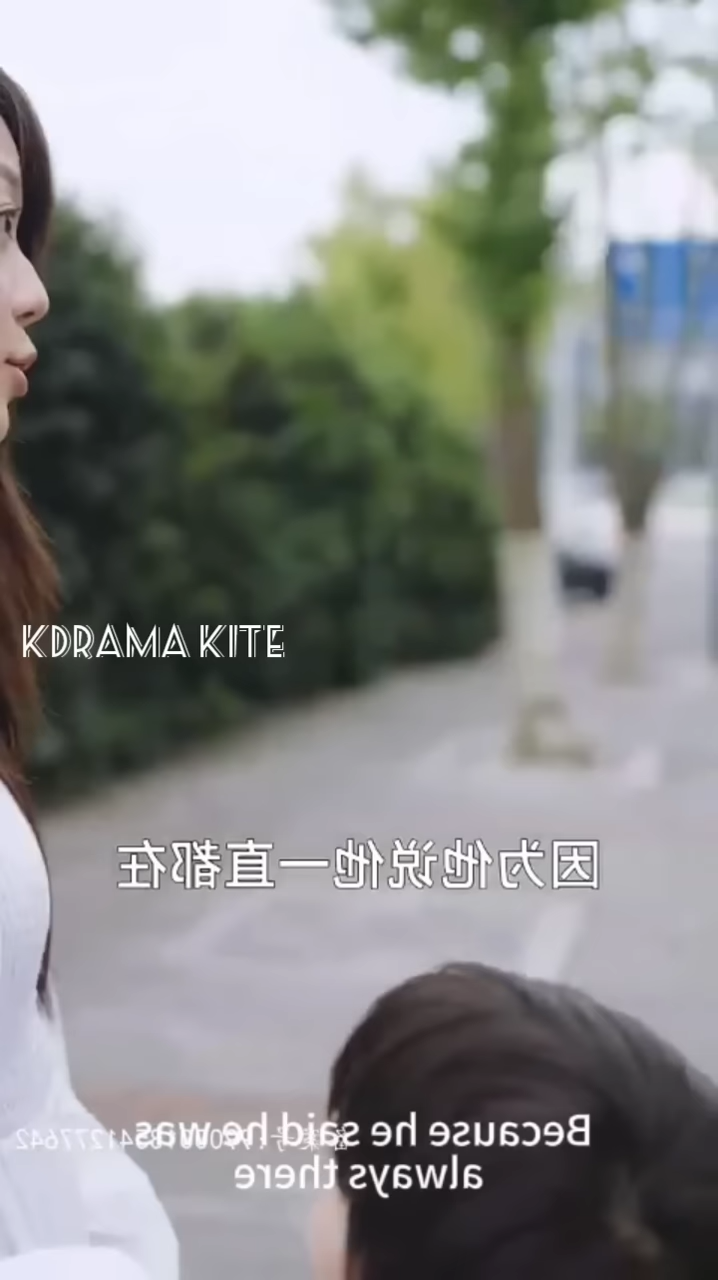 KDRAMA KITE
因为他说他一直都在
Because he said he was
always there